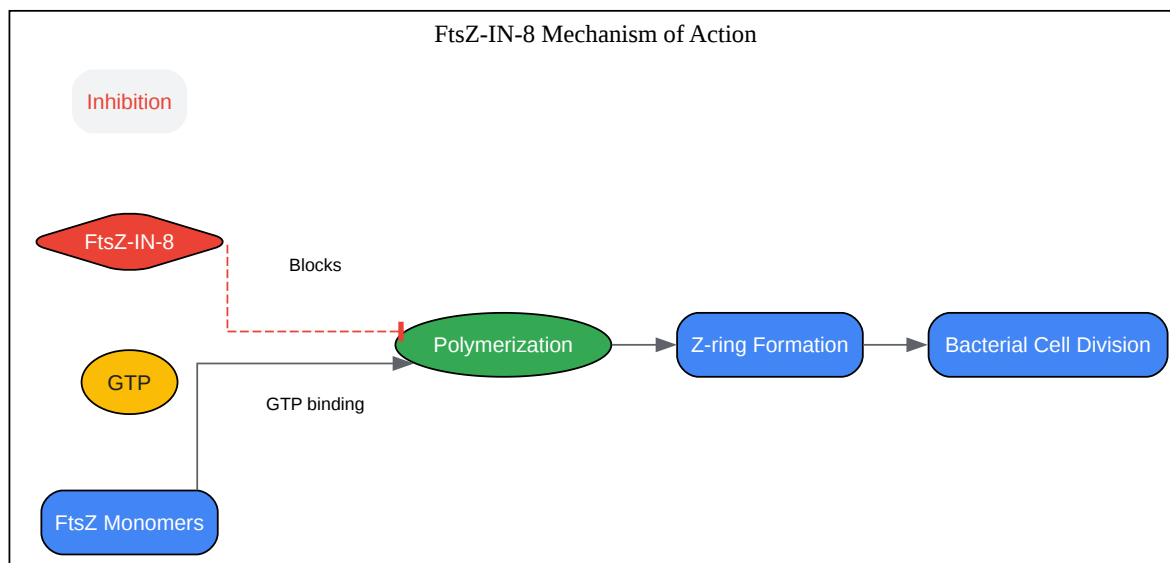 FtsZ-IN-8 Mechanism of Action
Inhibition
FtsZ-IN-8
Blocks
Polymerization
Z-ring Formation
Bacterial Cell Division
GTP
GTP binding
FtsZ Monomers